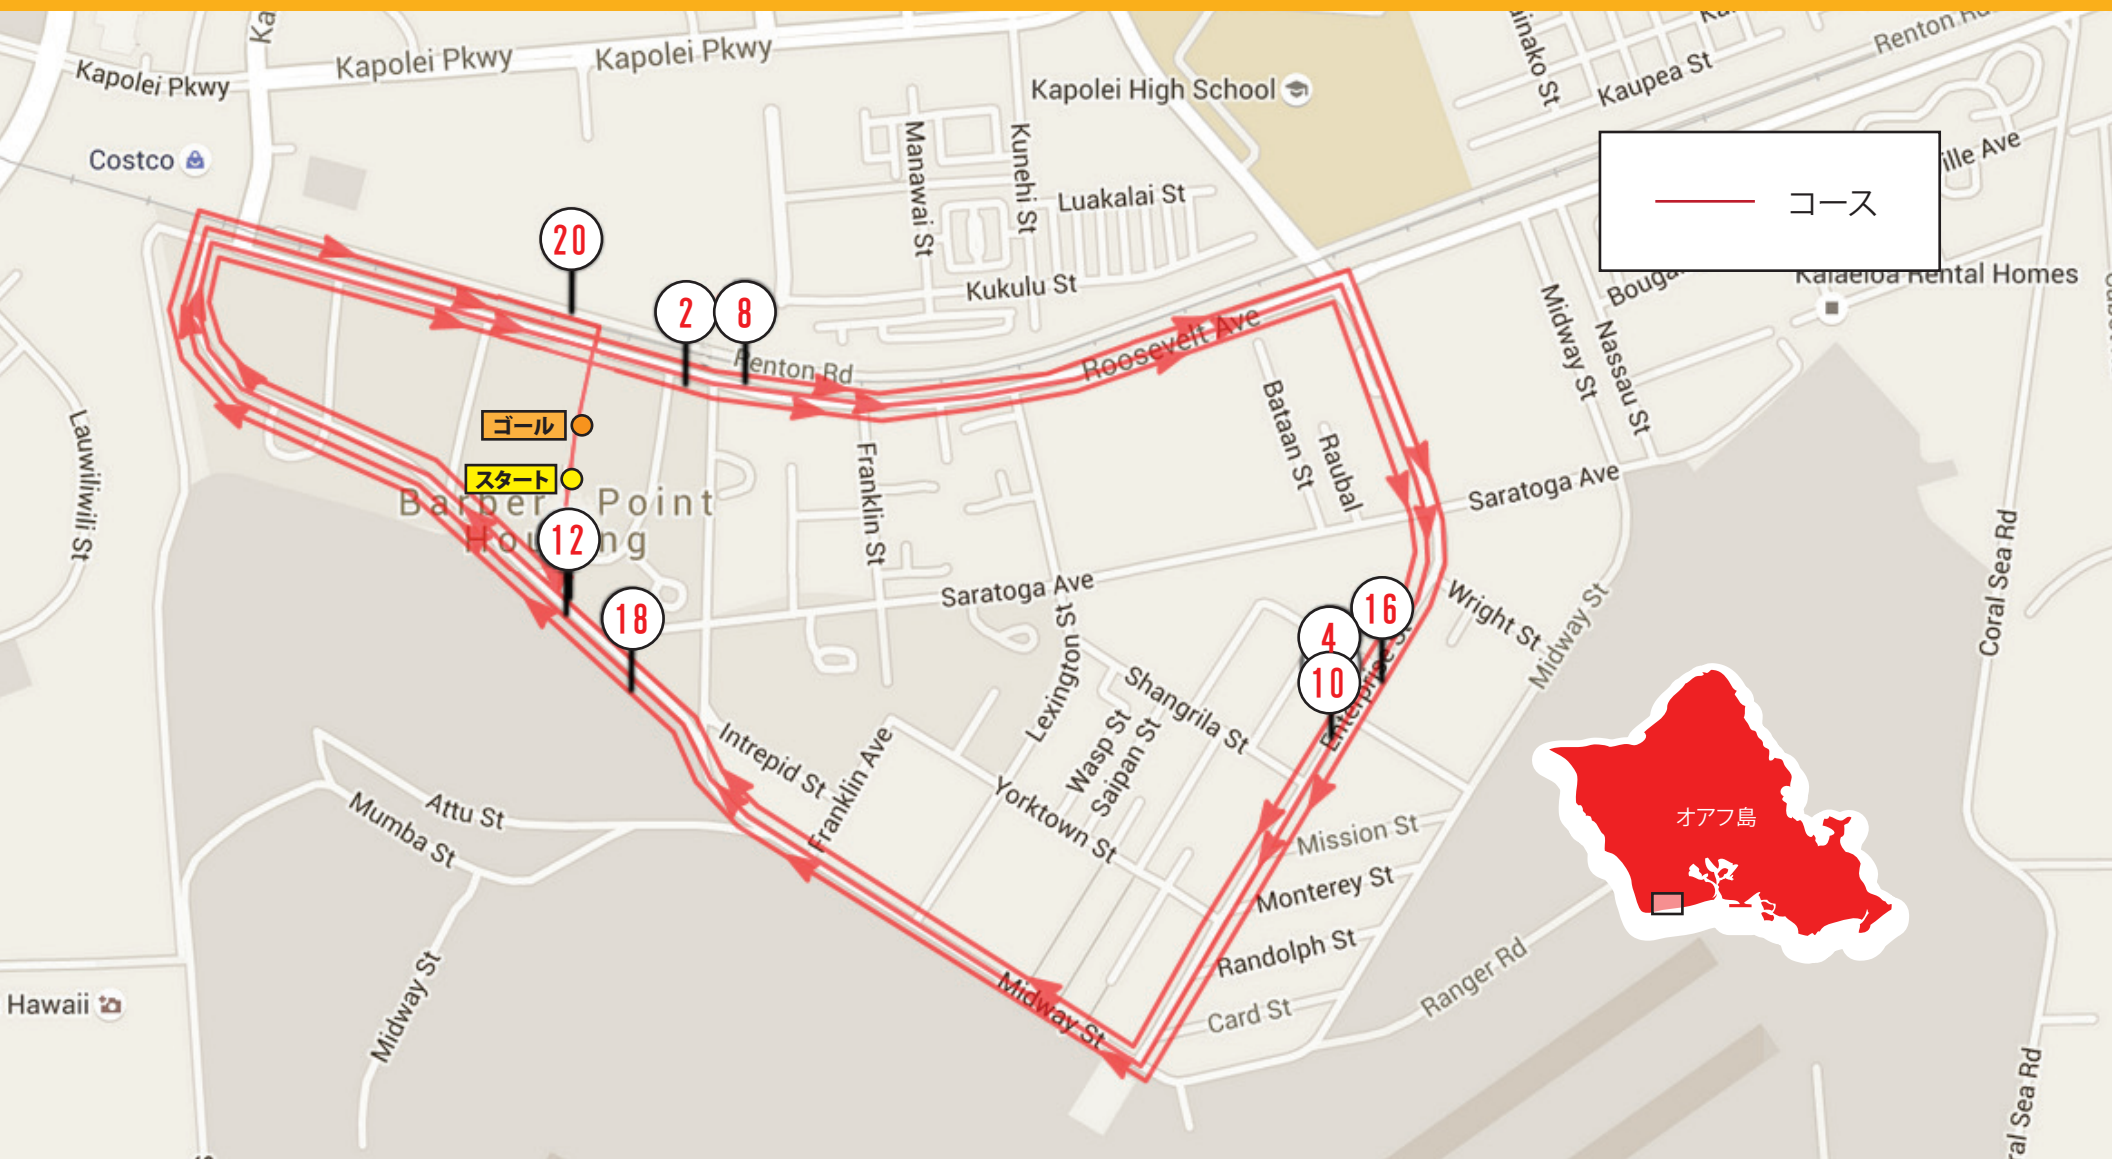 Kapolei Pkwy
Kapolei Pkwy
Kapolei Pkwy
Renton Rd
Kapolei High School
Kaupea St
Costco
Manawai St
Kunehi St
Luakalai St
コース
Kukulu St
Kalaeloa Rental Homes
20
2
8
Renton Rd
Roosevelt Ave
Midway St
Nassau St
Bataan St
Raubal
Lauwiliwili St
ゴール
スタート
Franklin St
Saratoga Ave
12
18
Saratoga Ave
Lexington St
Wright St
Midway St
Coral Sea Rd
16
4
10
Enterprise St
Shangrila St
Wasp St
Saipan St
Intrepid St
Franklin Ave
Yorktown St
Attu St
Mumba St
Mission St
Monterey St
Randolph St
Card St
Ranger Rd
オアフ島
Midway St
Midway St
Hawaii